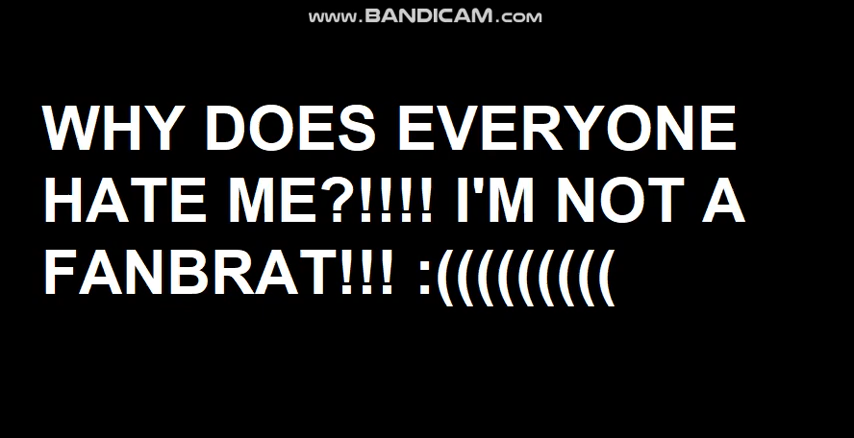 www.BANDICAM.com
WHY DOES EVERYONE
HATE ME?!!!! I'M NOT A
FANBRAT!!! :(((((((((